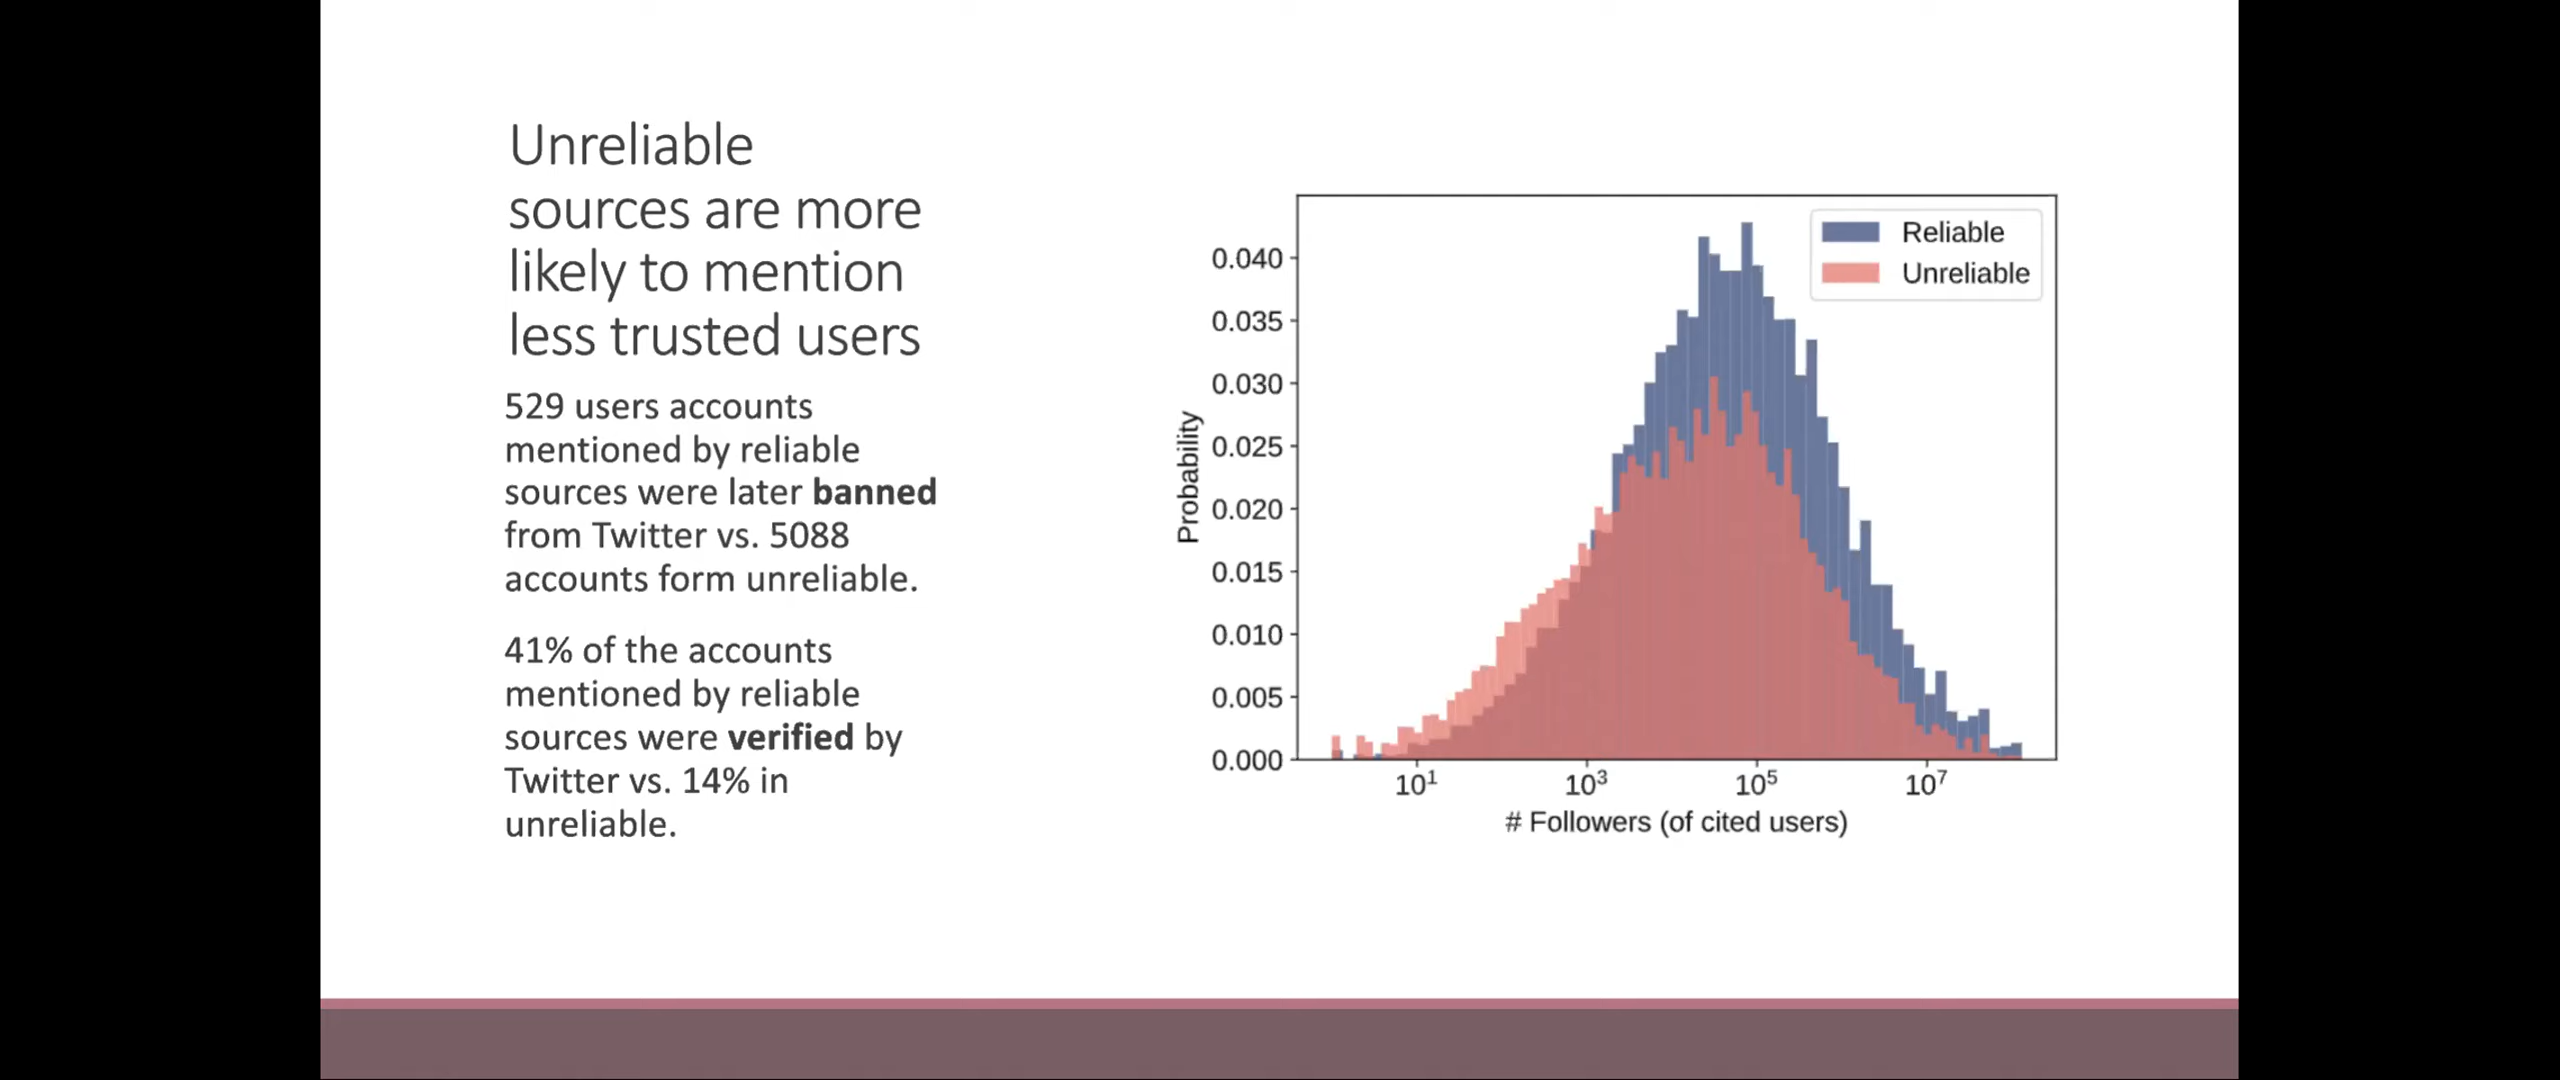 Unreliable
sources are more
likely to mention
less trusted users
529 users accounts
mentioned by reliable
sources were later banned
from Twitter vs. 5088
accounts form unreliable.
41% of the accounts
mentioned by reliable
sources were verified by
Twitter vs. 14% in
unreliable.
Reliable
Unreliable
Probability
0.040
0.035
0.030
0.025
0.020
0.015
0.010
0.005
0.000
10¹ 10³ 10⁵ 10⁷
# Followers (of cited users)